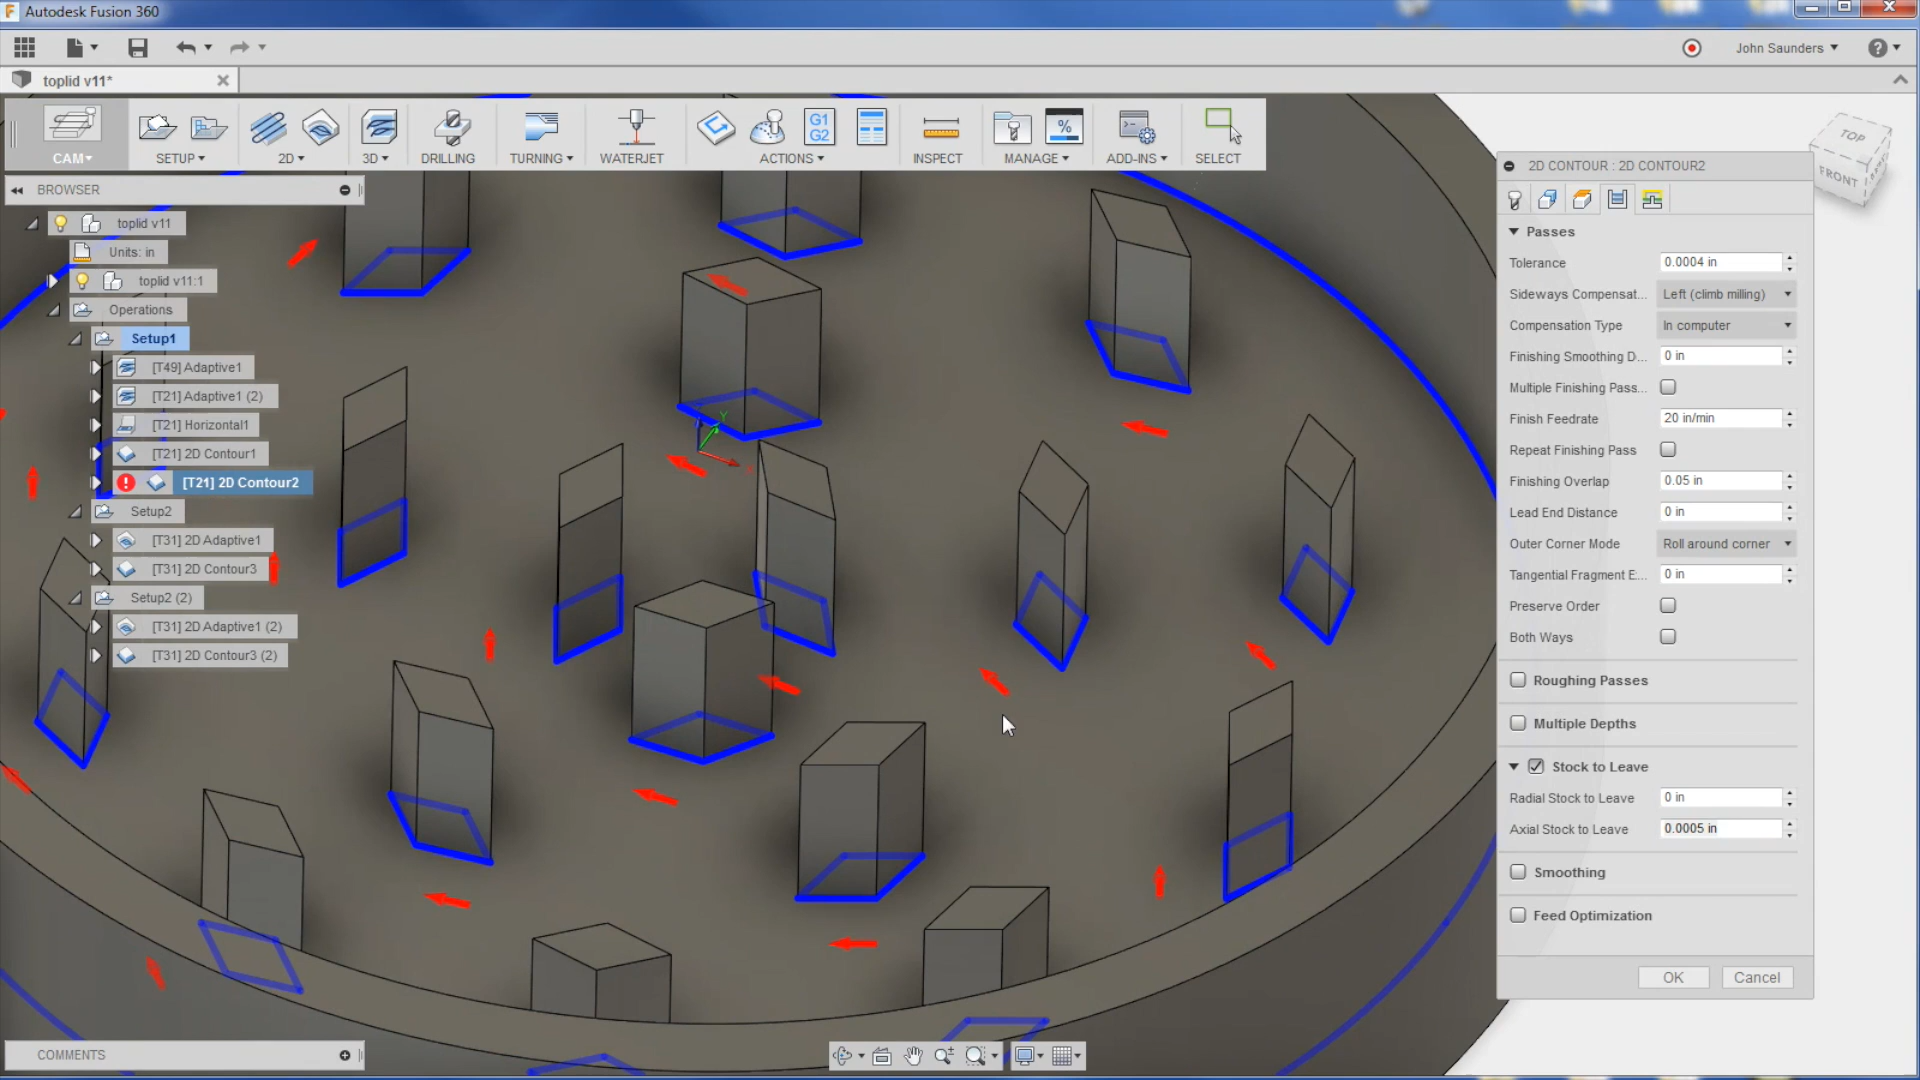 Autodesk Fusion 360
John Saunders
toplid v11*
CAM
SETUP
2D
3D
DRILLING
TURNING
WATERJET
G1
G2
ACTIONS
INSPECT
%
MANAGE
ADD-INS
SELECT
TOP
FRONT
BROWSER
toplid v11
Units: in
toplid v11:1
Operations
Setup1
[T49] Adaptive1
[T21] Adaptive1 (2)
[T21] Horizontal1
[T21] 2D Contour1
[T21] 2D Contour2
Setup2
[T31] 2D Adaptive1
[T31] 2D Contour3
Setup2 (2)
[T31] 2D Adaptive1 (2)
[T31] 2D Contour3 (2)
Y
2D CONTOUR : 2D CONTOUR2
Passes
Tolerance 0.0004 in
Sideways Compensat... Left (climb milling)
Compensation Type In computer
Finishing Smoothing D... 0 in
Multiple Finishing Pass...
Finish Feedrate 20 in/min
Repeat Finishing Pass
Finishing Overlap 0.05 in
Lead End Distance 0 in
Outer Corner Mode Roll around corner
Tangential Fragment E... 0 in
Preserve Order
Both Ways
Roughing Passes
Multiple Depths
Stock to Leave
Radial Stock to Leave 0 in
Axial Stock to Leave 0.0005 in
Smoothing
Feed Optimization
OK Cancel
COMMENTS